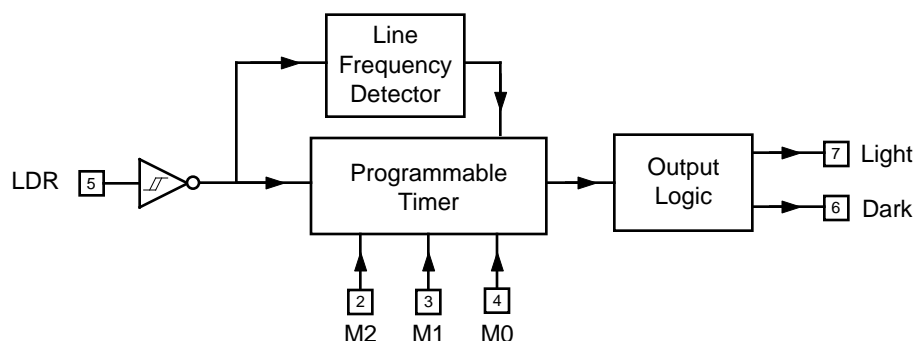 Line
Frequency
Detector
LDR
5
Programmable
Timer
Output
Logic
7
Light
6
Dark
2
3
4
M2
M1
M0